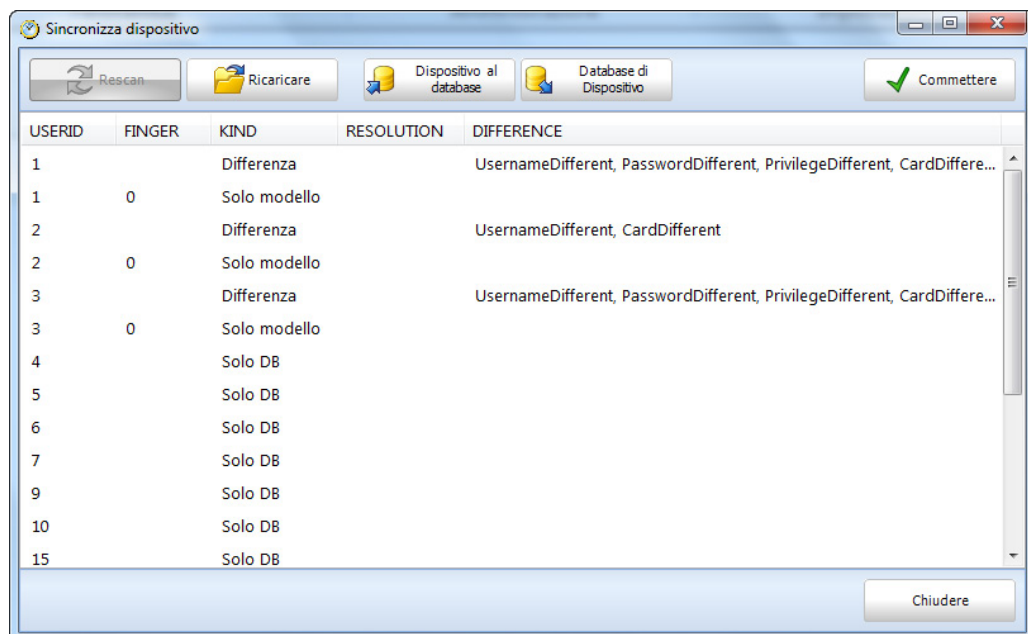 Sincronizza dispositivo
Rescan
Ricaricare
Dispositivo al
database
Database di
Dispositivo
Commettere
USERID FINGER KIND RESOLUTION DIFFERENCE
1 Differenza UsernameDifferent, PasswordDifferent, PrivilegeDifferent, CardDiffere...
1 0 Solo modello
2 Differenza UsernameDifferent, CardDifferent
2 0 Solo modello
3 Differenza UsernameDifferent, PasswordDifferent, PrivilegeDifferent, CardDiffere...
3 0 Solo modello
4 Solo DB
5 Solo DB
6 Solo DB
7 Solo DB
9 Solo DB
10 Solo DB
15 Solo DB
Chiudere